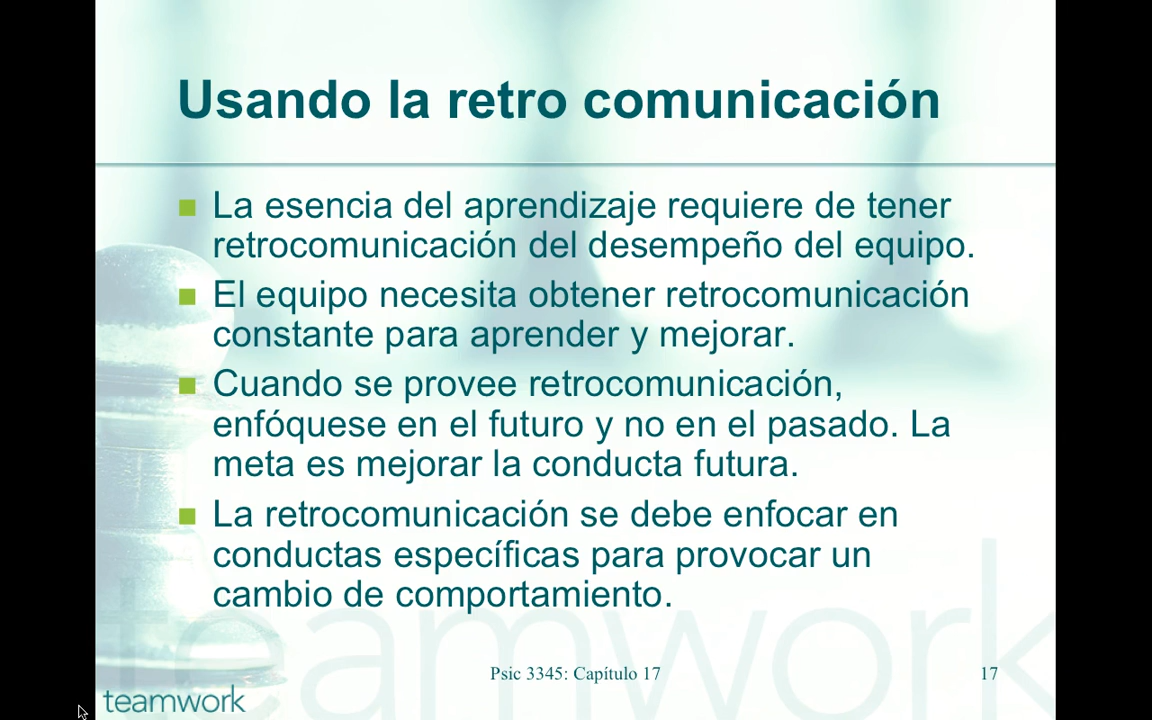 Usando la retro comunicación
La esencia del aprendizaje requiere de tener
retrocomunicación del desempeño del equipo.
El equipo necesita obtener retrocomunicación
constante para aprender y mejorar.
Cuando se provee retrocomunicación,
enfóquese en el futuro y no en el pasado. La
meta es mejorar la conducta futura.
La retrocomunicación se debe enfocar en
conductas específicas para provocar un
cambio de comportamiento.
teamwork
Psic 3345: Capítulo 17
17
teamwork